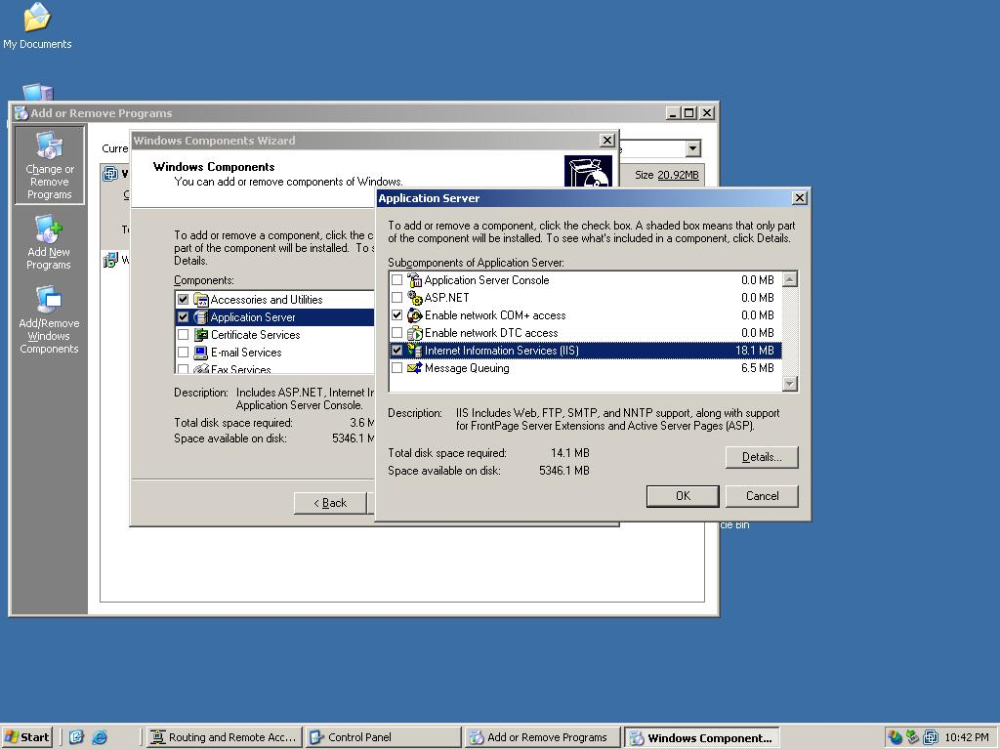 My Documents
Add or Remove Programs
Change or
Remove
Programs
Add New
Programs
Add/Remove
Windows
Components
Curre
Size 20.92MB
Windows Components Wizard
Windows Components
You can add or remove components of Windows.
To add or remove a component, click the c
part of the component will be installed. To s
Details.
Components:
Accessories and Utilities
Application Server
Certificate Services
E-mail Services
Fax Services
Description: Includes ASP.NET, Internet Ir
Application Server Console.
Total disk space required: 3.6 M
Space available on disk: 5346.1 M
< Back
Application Server
To add or remove a component, click the check box. A shaded box means that only part
of the component will be installed. To see what's included in a component, click Details.
Subcomponents of Application Server:
Application Server Console 0.0 MB
ASP.NET 0.0 MB
Enable network COM+ access 0.0 MB
Enable network DTC access 0.0 MB
Internet Information Services (IIS) 18.1 MB
Message Queuing 6.5 MB
Description: IIS Includes Web, FTP, SMTP, and NNTP support, along with support
for FrontPage Server Extensions and Active Server Pages (ASP).
Total disk space required: 14.1 MB
Space available on disk: 5346.1 MB
Details...
OK
Cancel
cle Bin
Start
Routing and Remote Acc...
Control Panel
Add or Remove Programs
Windows Component...
10:42 PM